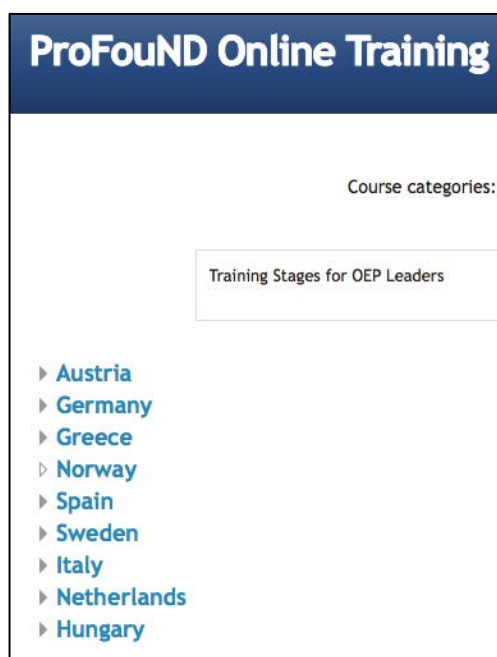 ProFouND Online Training
Course categories:
Training Stages for OEP Leaders
Austria
Germany
Greece
Norway
Spain
Sweden
Italy
Netherlands
Hungary